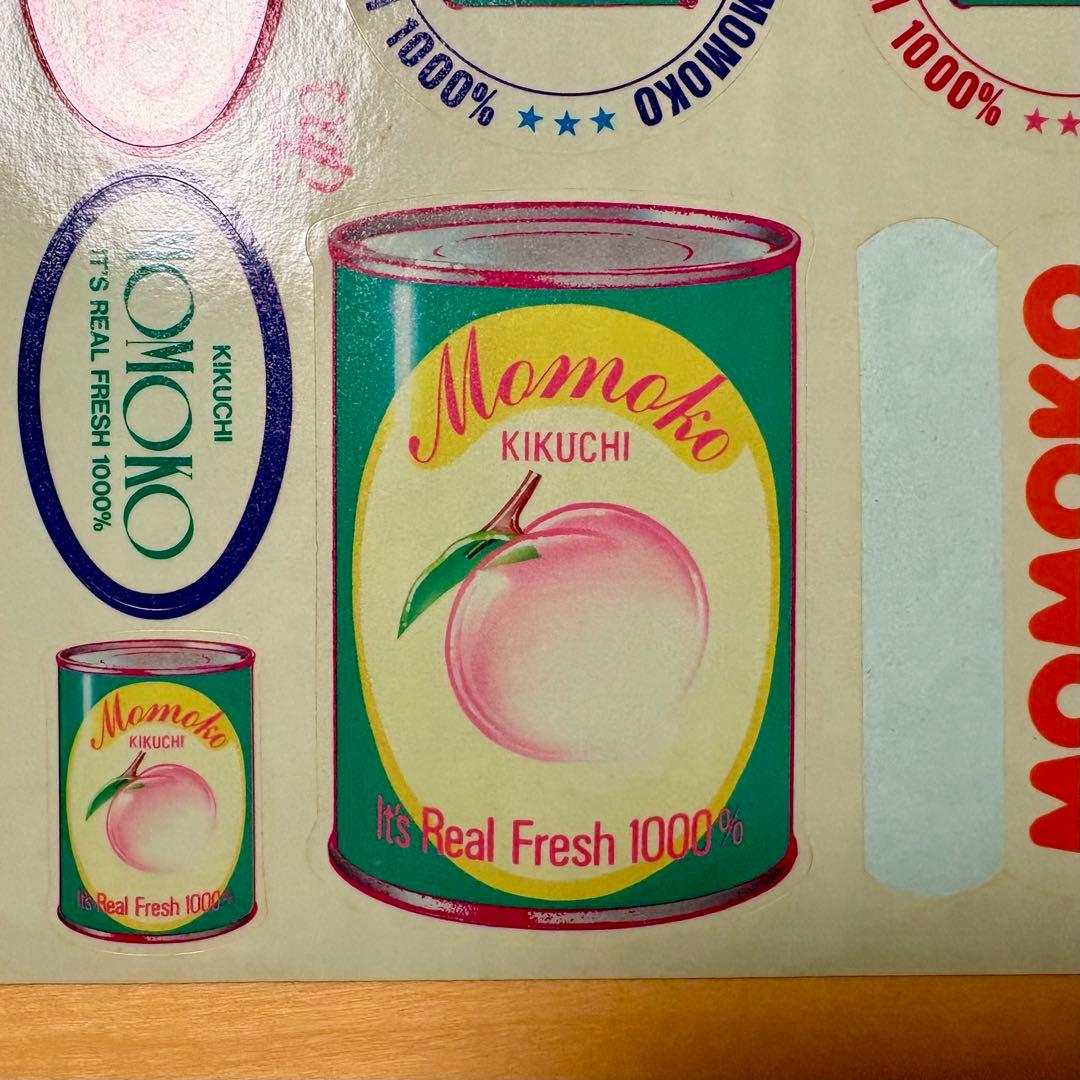 1000%
★★★
MOMOKO
1000%
★★
KIKUCHI
MOMOKO
IT'S REAL FRESH 1000%
Momoko
KIKUCHI
It's Real Fresh 1000%
Momoko
KIKUCHI
It's Real Fresh 1000%
MOMOKO